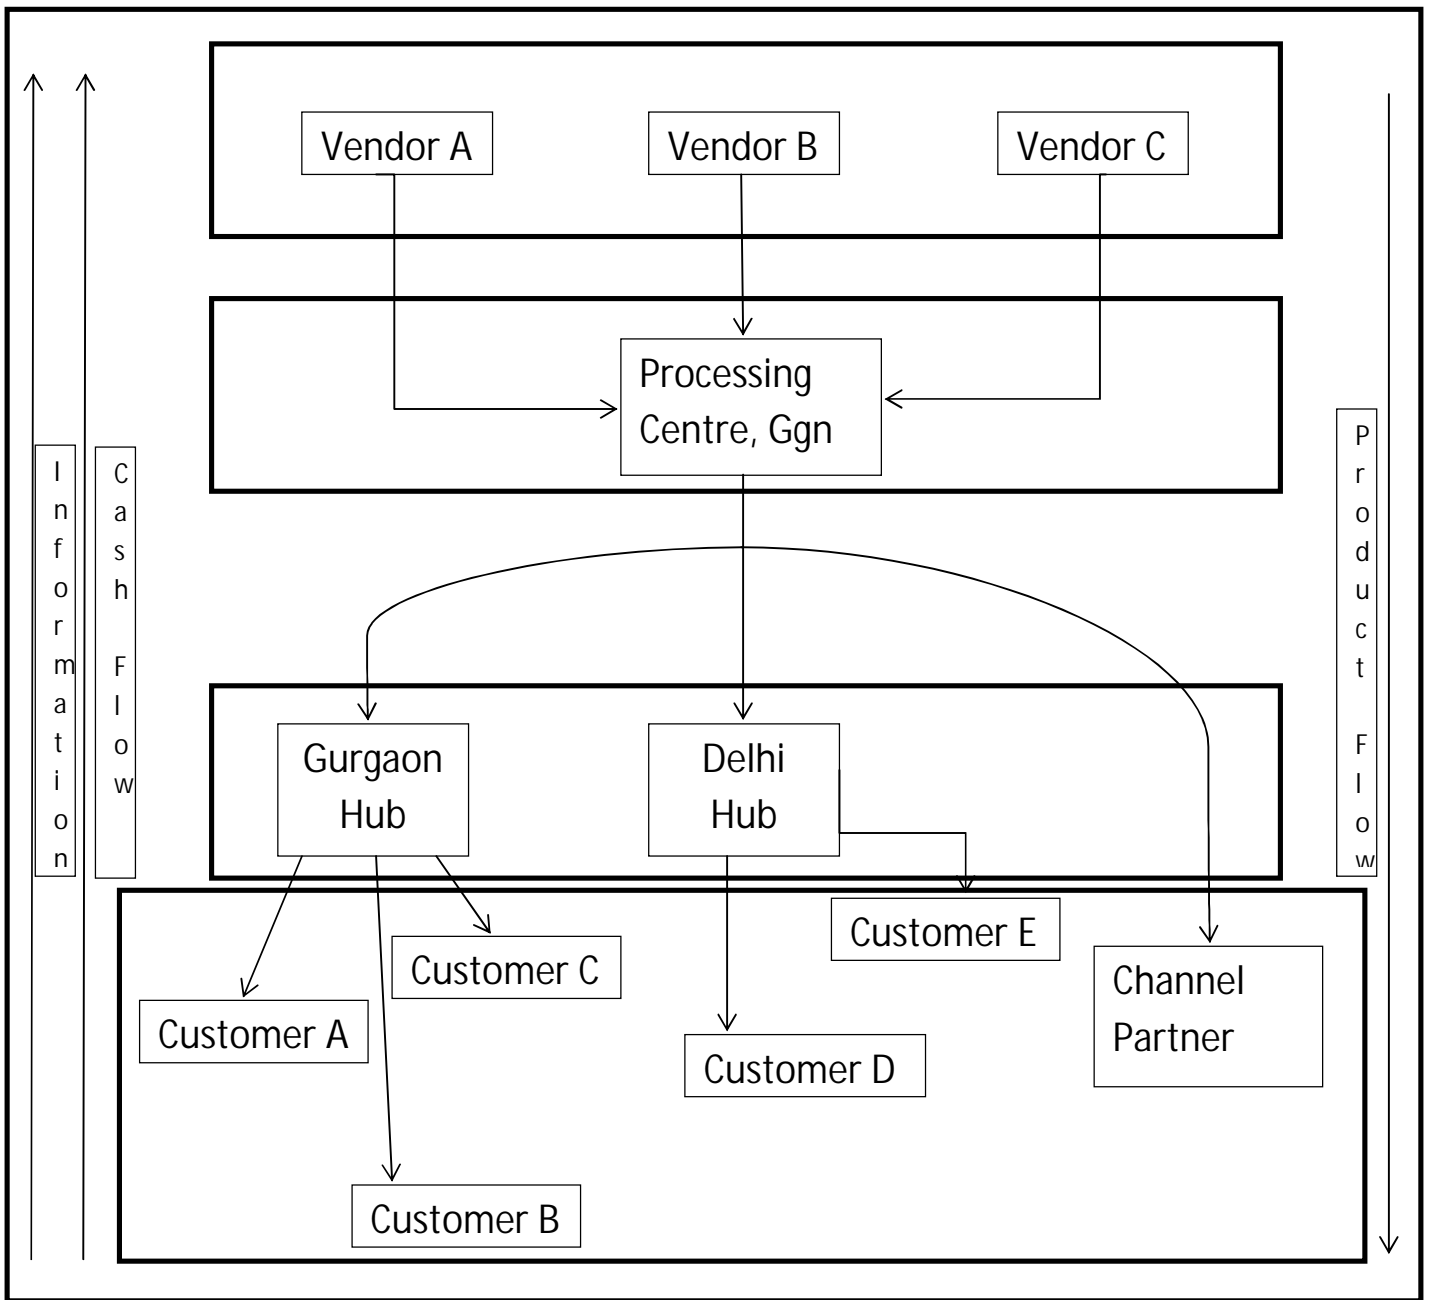 Vendor A
Vendor B
Vendor C
Processing
Centre, Ggn
Information
Cash Flow
Product Flow
Gurgaon
Hub
Delhi
Hub
Customer E
Customer C
Channel
Partner
Customer A
Customer D
Customer B